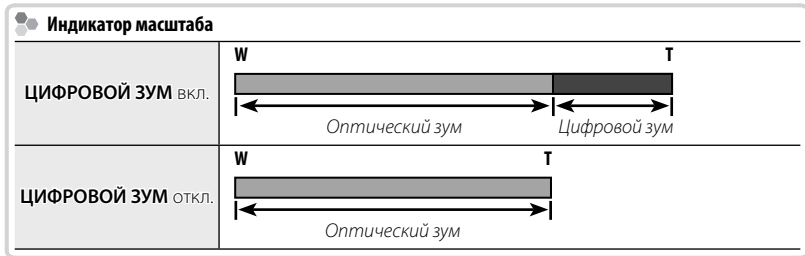 Индикатор масштаба
W T
ЦИФРОВОЙ ЗУМ ВКЛ.
Оптический зум Цифровой зум
W T
ЦИФРОВОЙ ЗУМ ОТКЛ.
Оптический зум